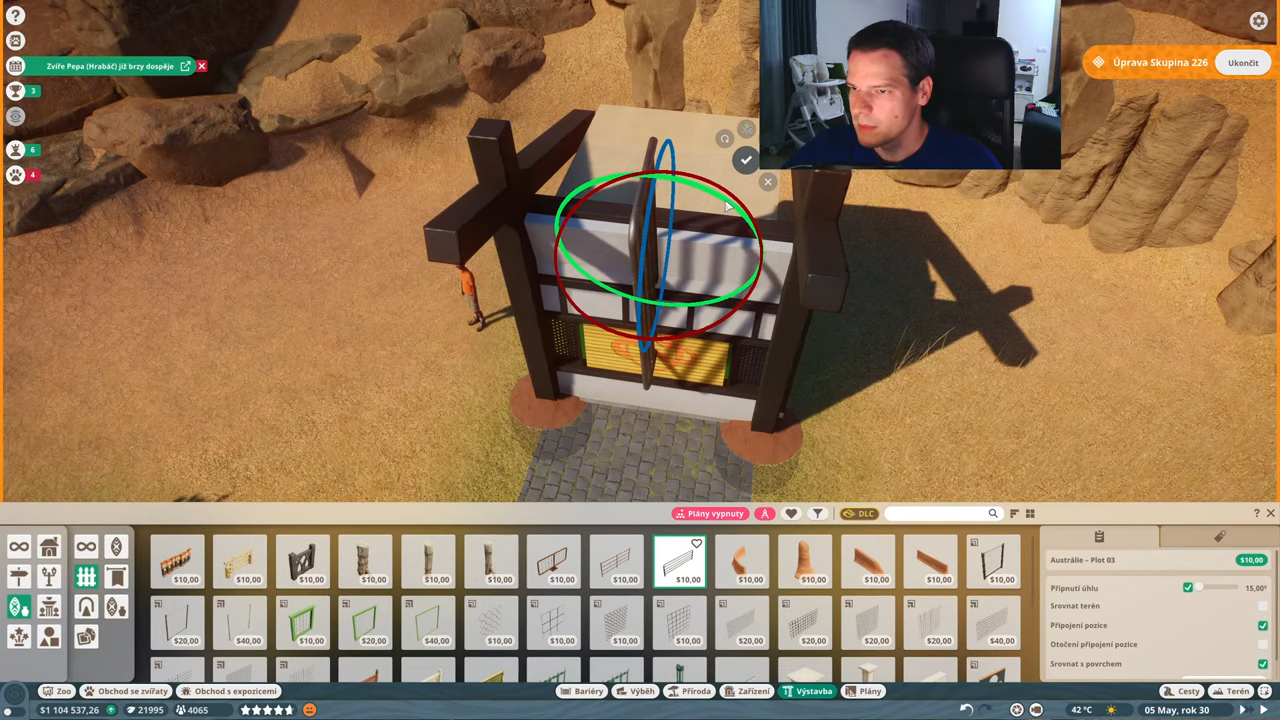 ?
Zvíře Pepa (Hrabáč) již brzy dospěje
3
6
4
Úprava Skupina 226
Ukončit
Plány vypnuty
DLC
?
$10,00 $10,00 $10,00 $10,00 $10,00 $10,00 $10,00 $10,00 $10,00 $10,00 $10,00 $10,00 $10,00 $10,00
$20,00 $40,00 $10,00 $20,00 $40,00 $10,00 $10,00 $10,00 $10,00 $20,00 $20,00 $20,00 $20,00 $40,00
Austrálie – Plot 03 $10,00
Připnutí úhlu 15,00°
Srovnat terén
Připojení pozice
Otočení připojení pozice
Srovnat s povrchem
Zoo Obchod se zvířaty Obchod s expozicemi Bariéry Výběh Příroda Zařízení Výstavba Plány Cesty Terén
$1 104 537,26 21995 4065 42 °C 05 May, rok 30